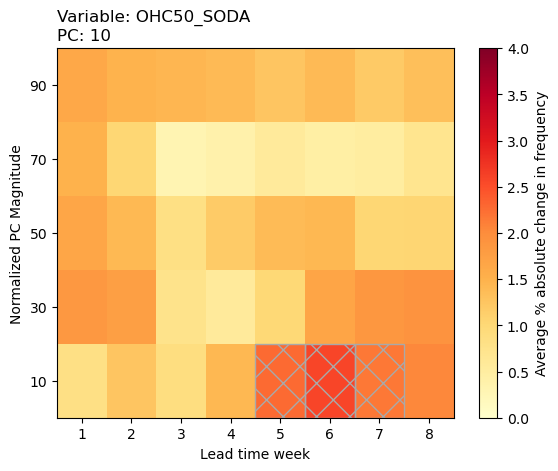 Variable: OHC50_SODA
PC: 10
4.0
3.5
3.0
2.5
2.0
1.5
1.0
0.5
0.0
Average % absolute change in frequency
90
70
50
30
10
Normalized PC Magnitude
1 2 3 4 5 6 7 8
Lead time week